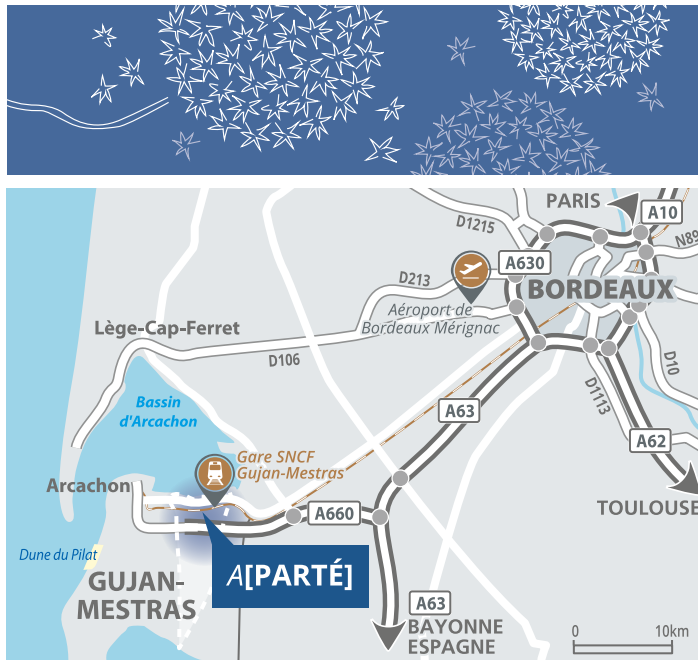 PARIS
A10
D1215
N89
A630
D213
BORDEAUX
Aéroport de
Bordeaux Mérignac
Lège-Cap-Ferret
D106
D10
Bassin
d'Arcachon
A63
D1113
A62
Gare SNCF
Gujan-Mestras
Arcachon
TOULOUSE
A660
Dune du Pilat
A[PARTÉ]
GUJAN-
MESTRAS
A63
BAYONNE
ESPAGNE
0 10km